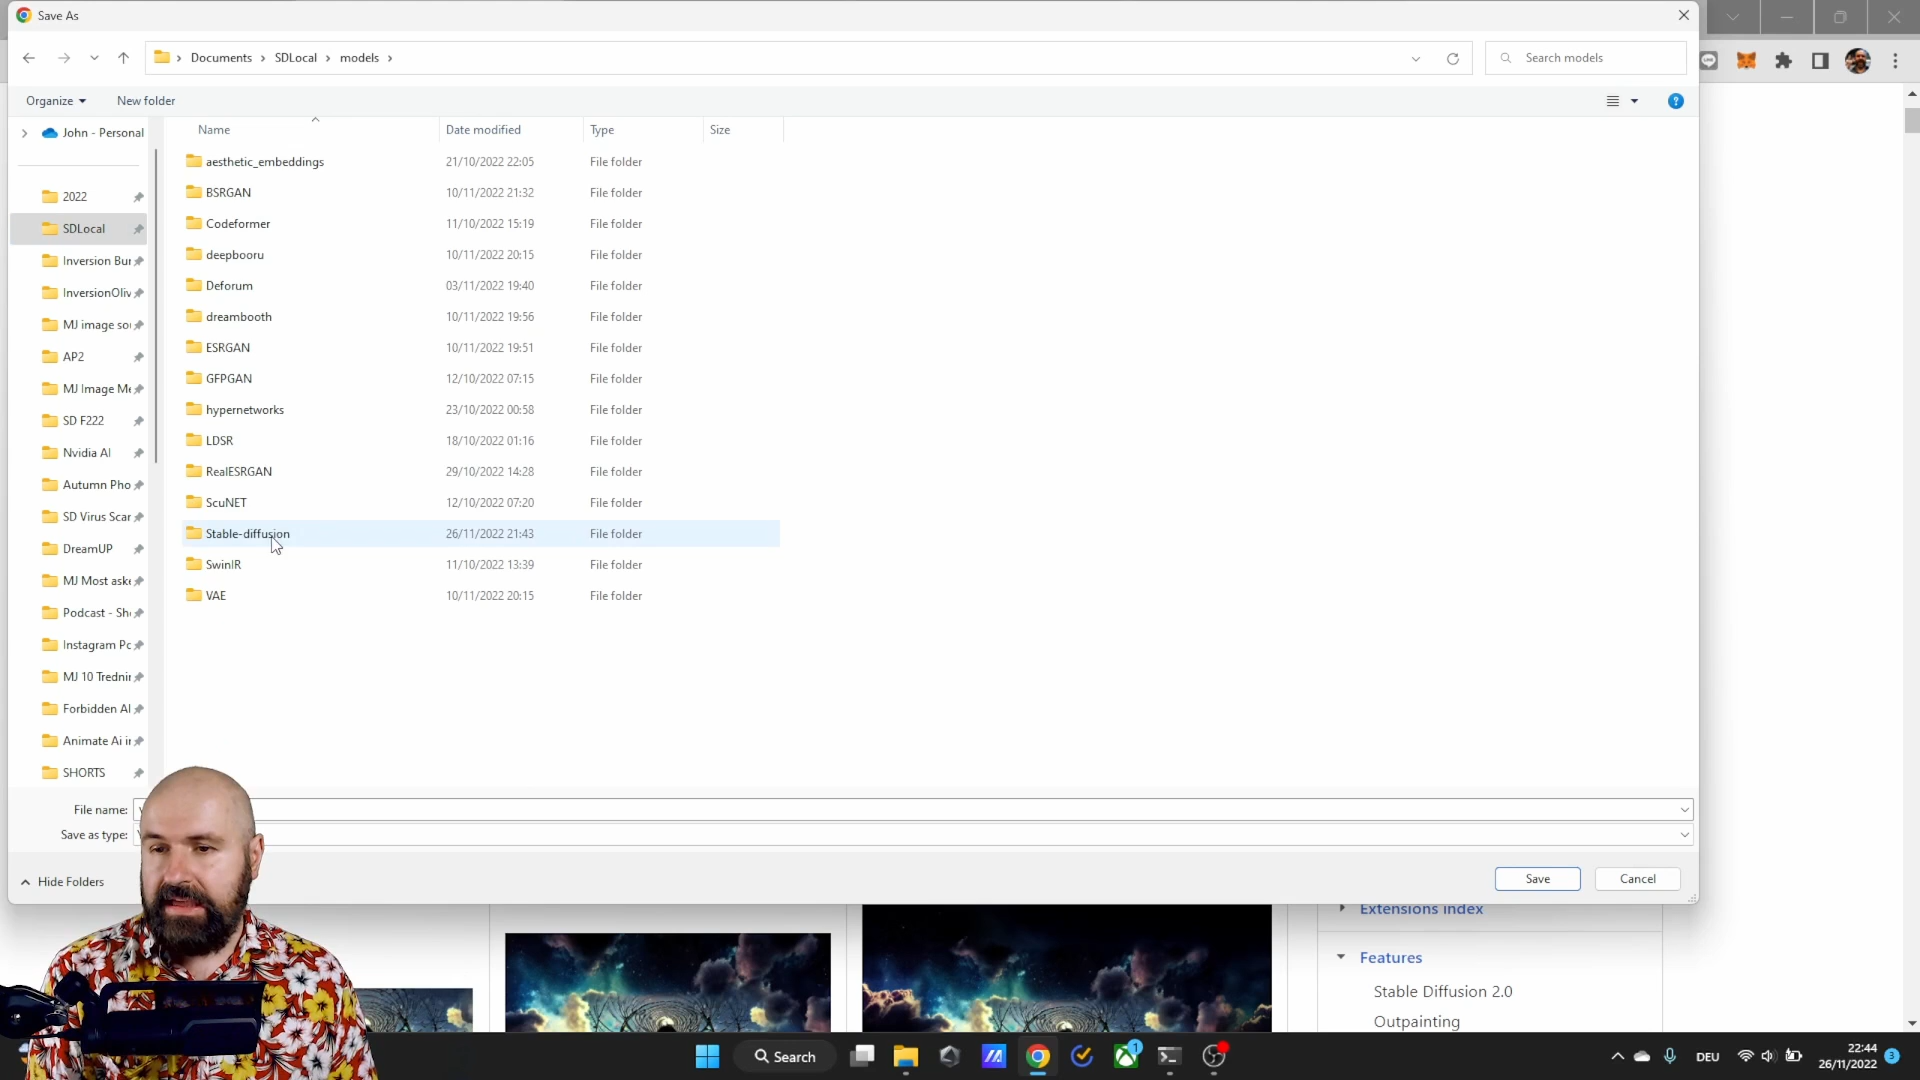 Save As
Documents > SDLocal > models >
Search models
Organize
New folder
Name
Date modified
Type
Size
John - Personal
2022
SDLocal
Inversion Bur
InversionOliv
MJ image so
AP2
MJ Image Me
SD F222
Nvidia AI
Autumn Pho
SD Virus Scar
DreamUP
MJ Most aske
Podcast - Sh
Instagram Pc
MJ 10 Trednir
Forbidden AI
Animate Ai ir
SHORTS
aesthetic_embeddings 21/10/2022 22:05 File folder
BSRGAN 10/11/2022 21:32 File folder
Codeformer 11/10/2022 15:19 File folder
deepbooru 10/11/2022 20:15 File folder
Deforum 03/11/2022 19:40 File folder
dreambooth 10/11/2022 19:56 File folder
ESRGAN 10/11/2022 19:51 File folder
GFPGAN 12/10/2022 07:15 File folder
hypernetworks 23/10/2022 00:58 File folder
LDSR 18/10/2022 01:16 File folder
RealESRGAN 29/10/2022 14:28 File folder
ScuNET 12/10/2022 07:20 File folder
Stable-diffusion 26/11/2022 21:43 File folder
SwinIR 11/10/2022 13:39 File folder
VAE 10/11/2022 20:15 File folder
File name:
Save as type:
Hide Folders
Save
Cancel
Extensions index
Features
Stable Diffusion 2.0
Outpainting
Search
1
DEU
22:44
26/11/2022
3